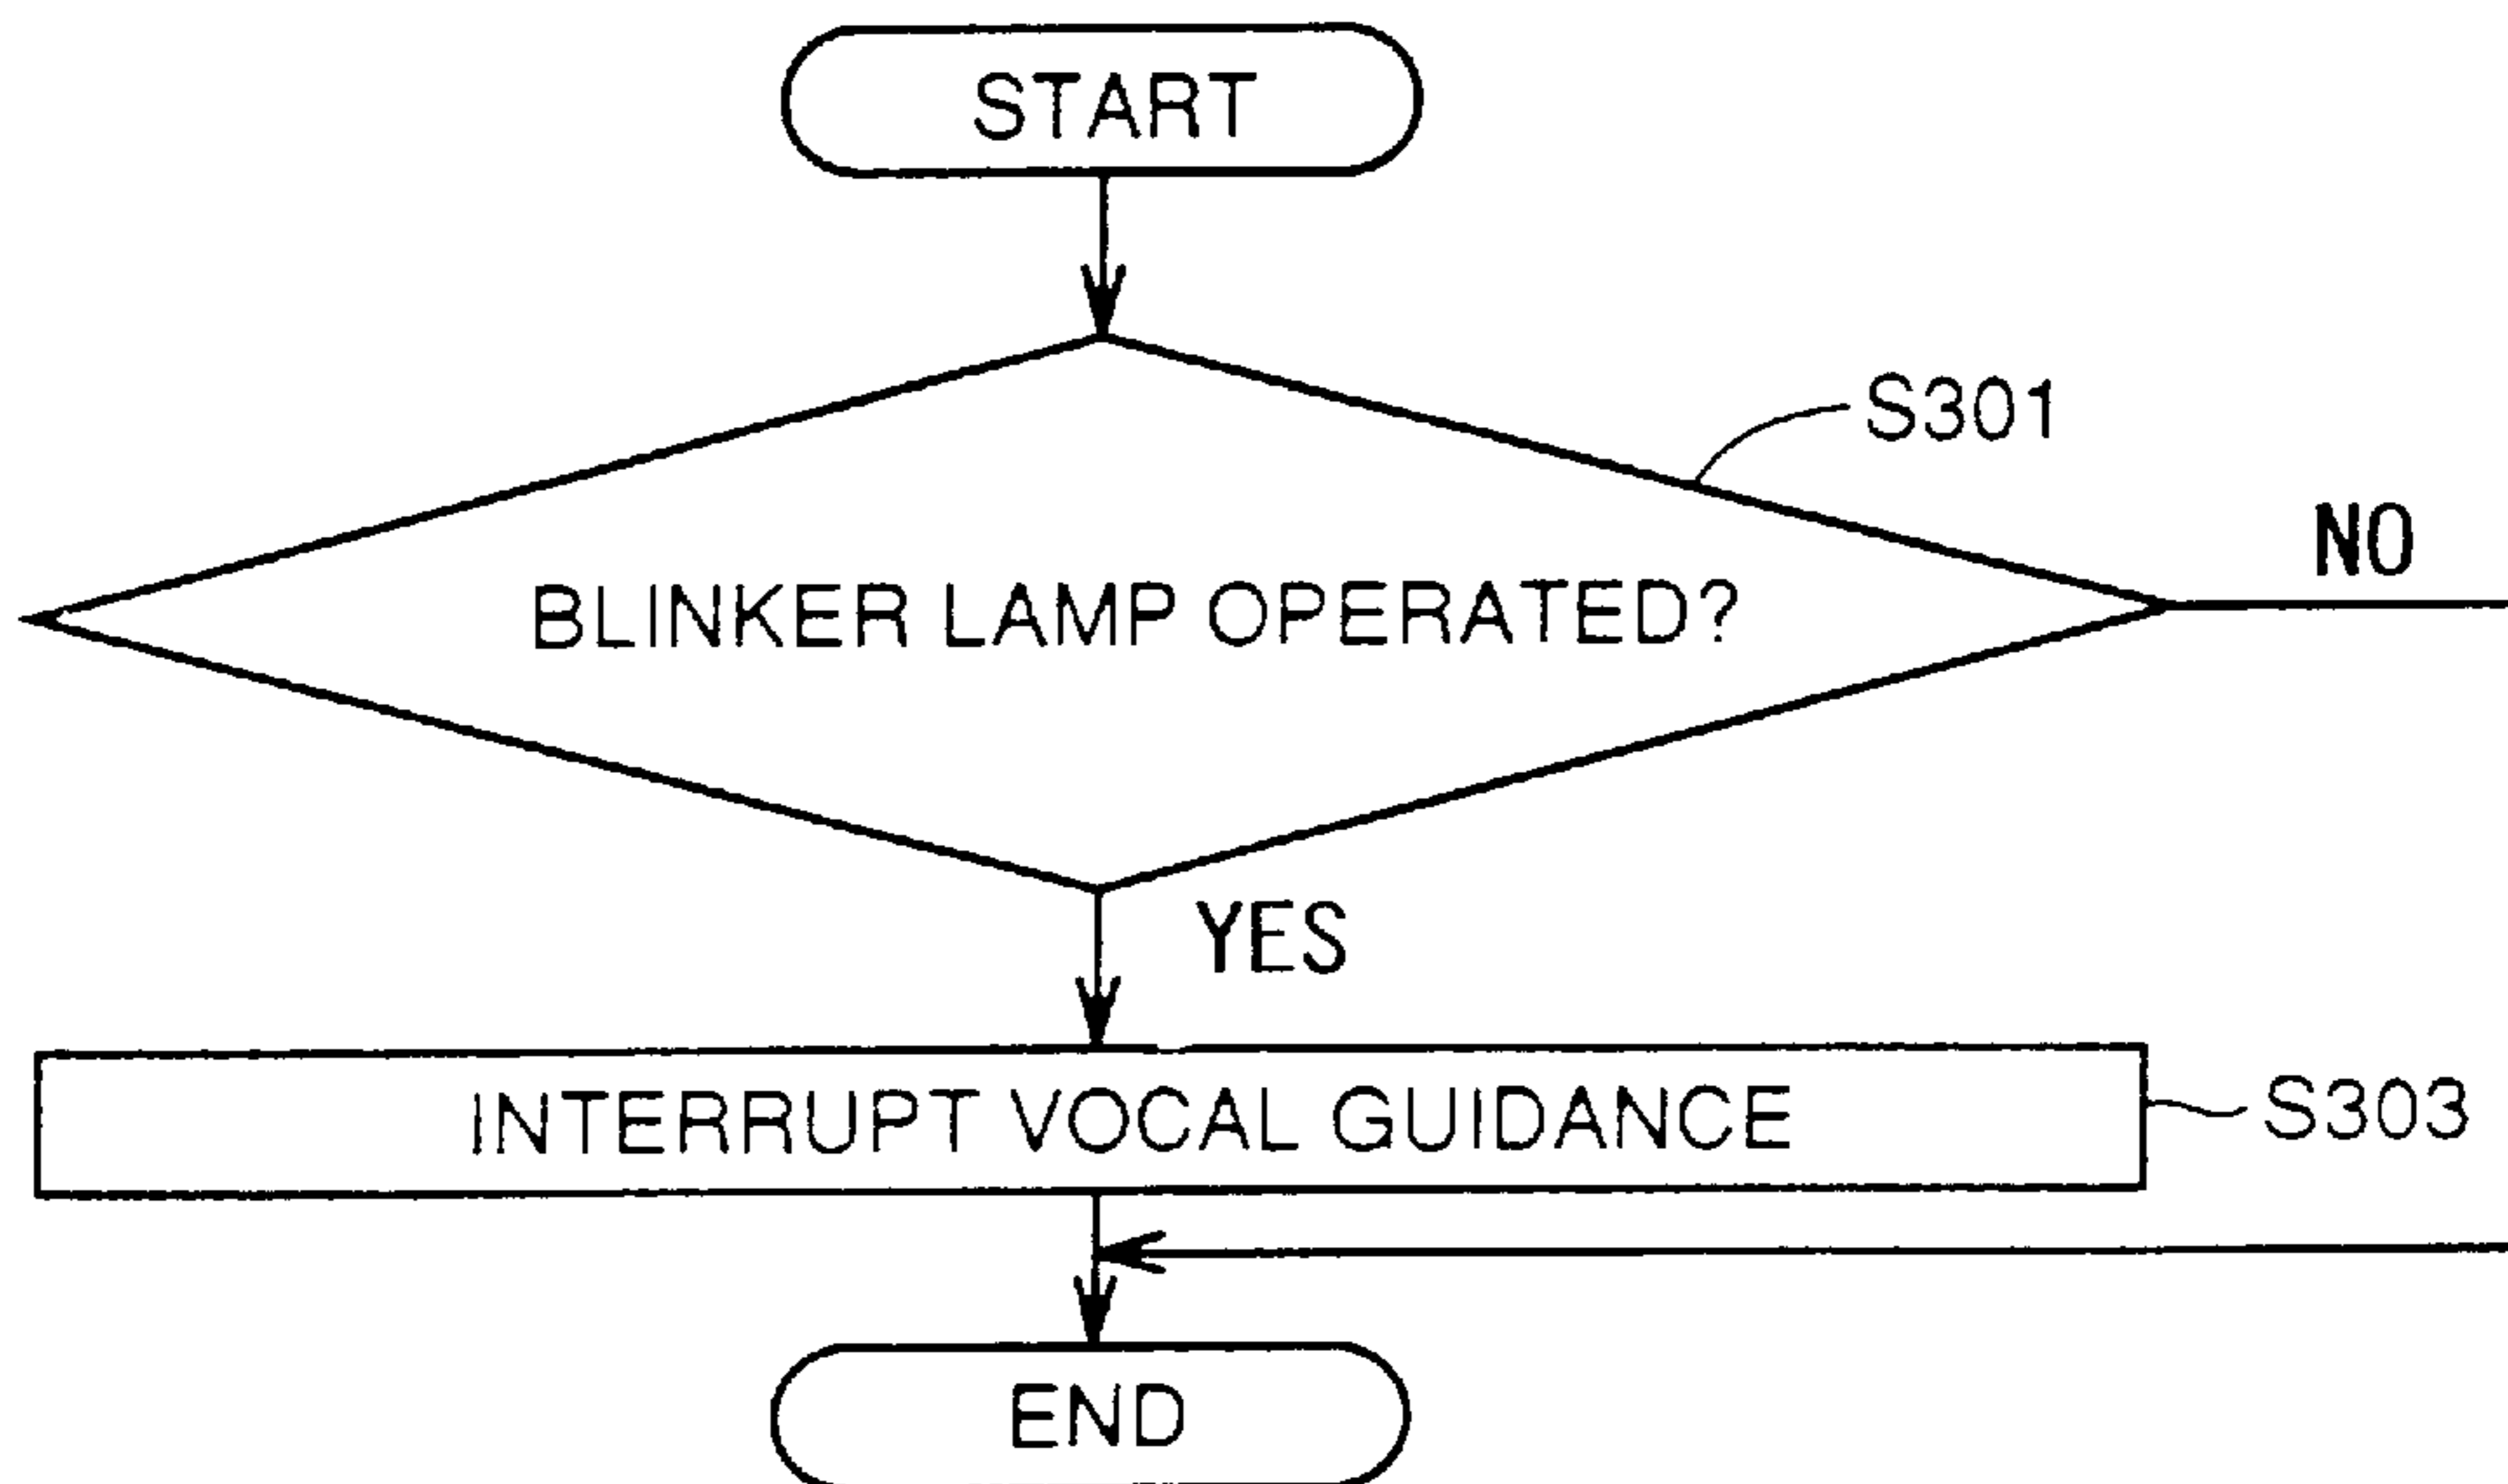 START
S301
NO
BLINKER LAMP OPERATED?
YES
INTERRUPT VOCAL GUIDANCE
S303
END